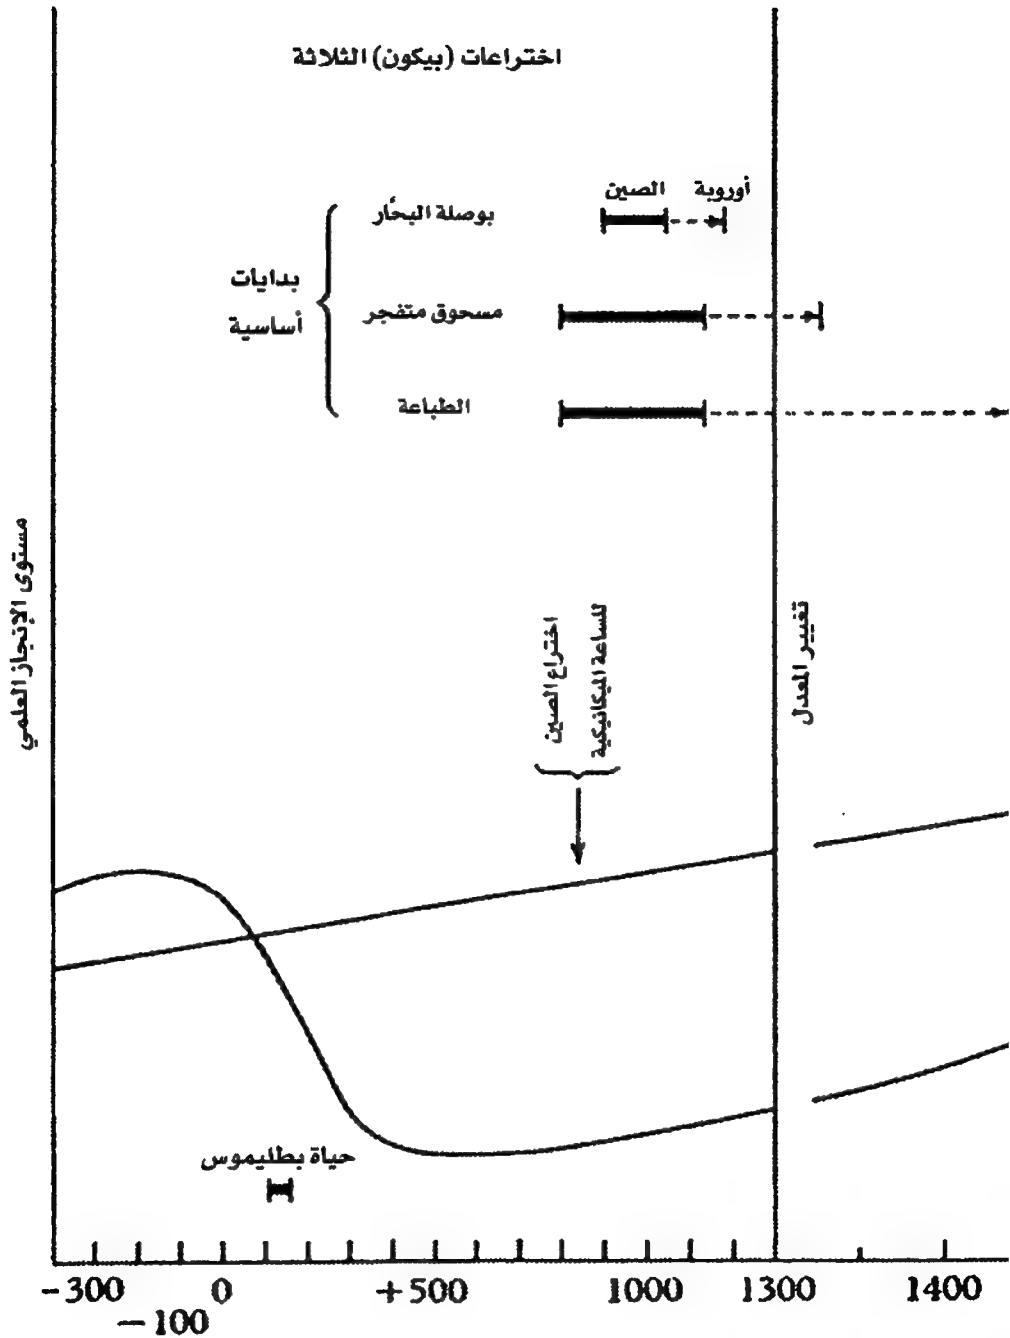 اختراعات (بيكون) الثلاثة
أوروبة
الصين
بوصلة البحَّار
بدايات
أساسية
مسحوق متفجر
الطباعة
مستوى الإنجاز العلمي
اختراع الصين
للساعة الميكانيكية
تغيير المعدل
حياة بطليموس
-300 0 +500 1000 1300 1400
-100